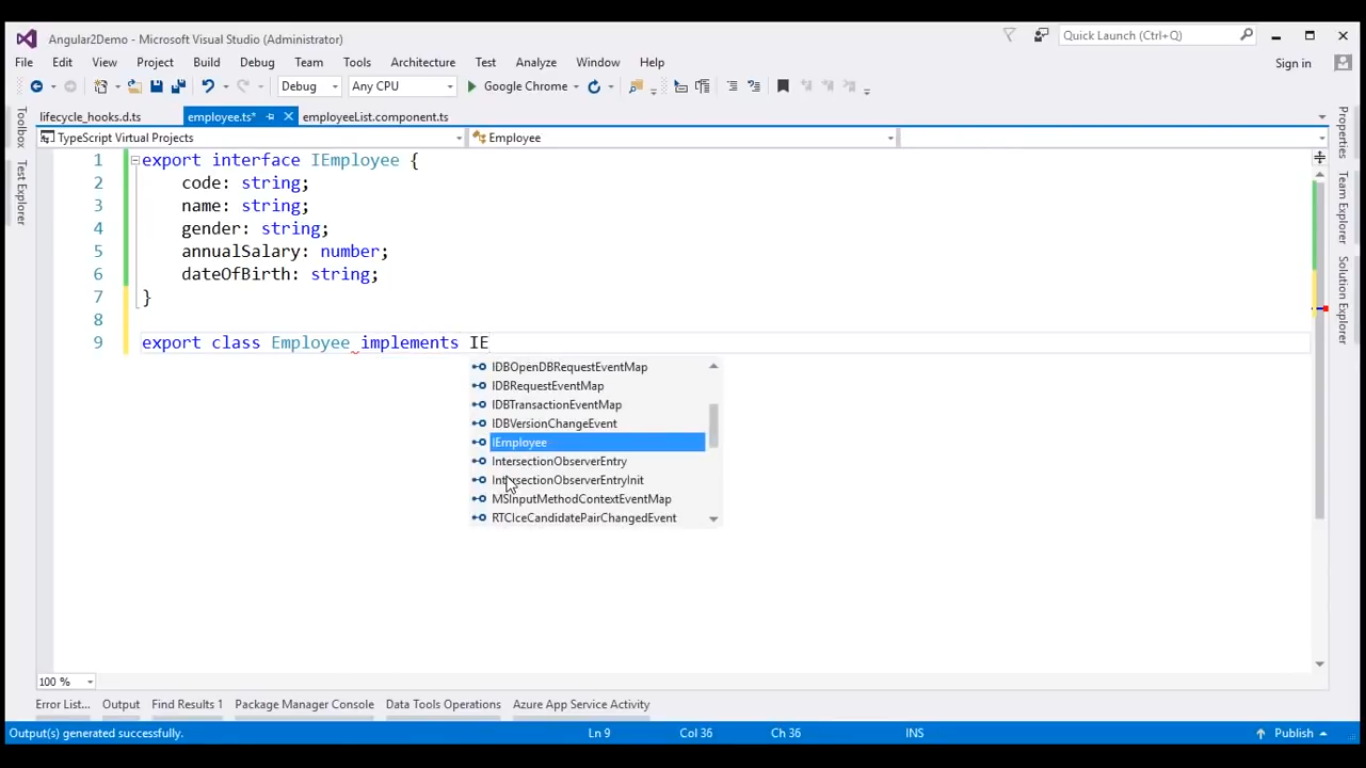 Angular2Demo - Microsoft Visual Studio (Administrator)
Quick Launch (Ctrl+Q)
File Edit View Project Build Debug Team Tools Architecture Test Analyze Window Help
Sign in
Debug Any CPU Google Chrome
lifecycle_hooks.d.ts employee.ts* employeeList.component.ts
TypeScript Virtual Projects Employee
Toolbox
Test Explorer
1 export interface IEmployee {
2 code: string;
3 name: string;
4 gender: string;
5 annualSalary: number;
6 dateOfBirth: string;
7 }
8
9 export class Employee implements IE
IDBOpenDBRequestEventMap
IDBRequestEventMap
IDBTransactionEventMap
IDBVersionChangeEvent
IEmployee
IntersectionObserverEntry
IntersectionObserverEntryInit
MSInputMethodContextEventMap
RTCIceCandidatePairChangedEvent
Properties
Team Explorer
Solution Explorer
100 %
Error List... Output Find Results 1 Package Manager Console Data Tools Operations Azure App Service Activity
Output(s) generated successfully. Ln 9 Col 36 Ch 36 INS Publish